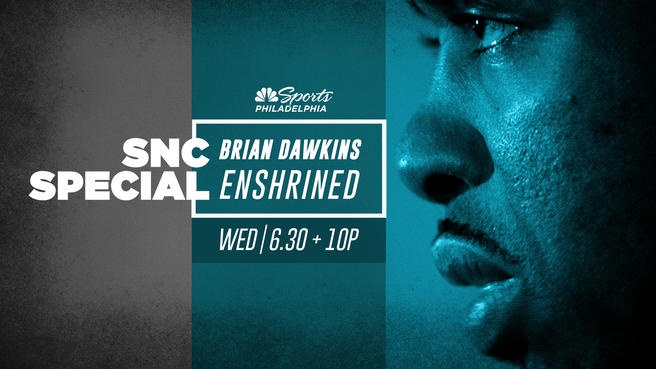 Sports
PHILADELPHIA
SNC
SPECIAL
BRIAN DAWKINS
ENSHRINED
WED | 6.30 + 10P